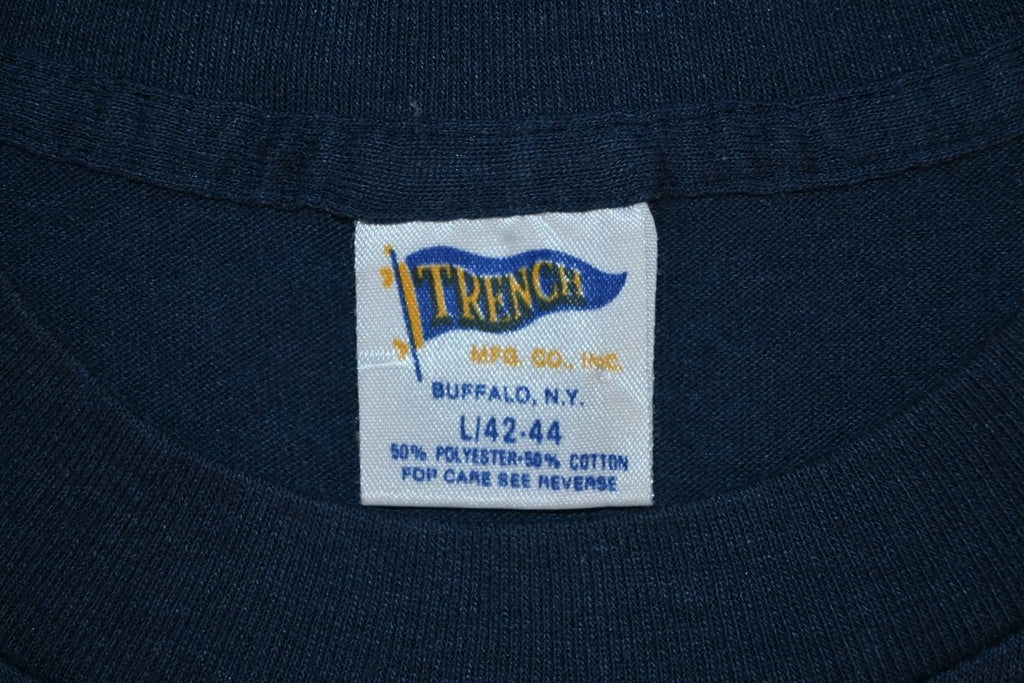 TRENCH
MFG. CO., INC.
BUFFALO, N.Y.
L/42-44
50% POLYESTER•50% COTTON
FOR CARE SEE REVERSE